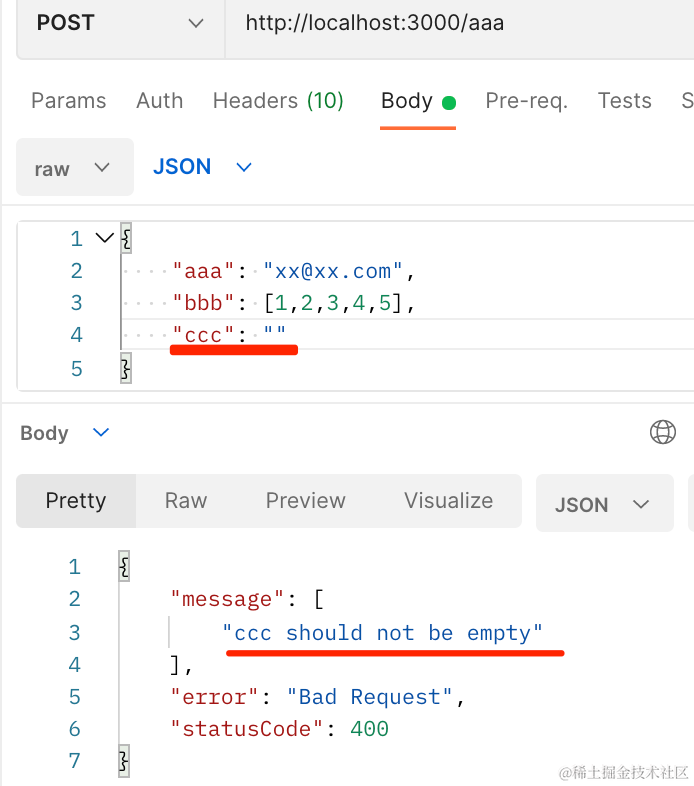 POST http://localhost:3000/aaa
Params Auth Headers (10) Body Pre-req. Tests S
raw JSON
1 {
2 "aaa": "xx@xx.com",
3 "bbb": [1,2,3,4,5],
4 "ccc": ""
5 }
Body
Pretty Raw Preview Visualize JSON
1 {
2 "message": [
3 "ccc should not be empty"
4 ],
5 "error": "Bad Request",
6 "statusCode": 400
7 }
@稀土掘金技术社区